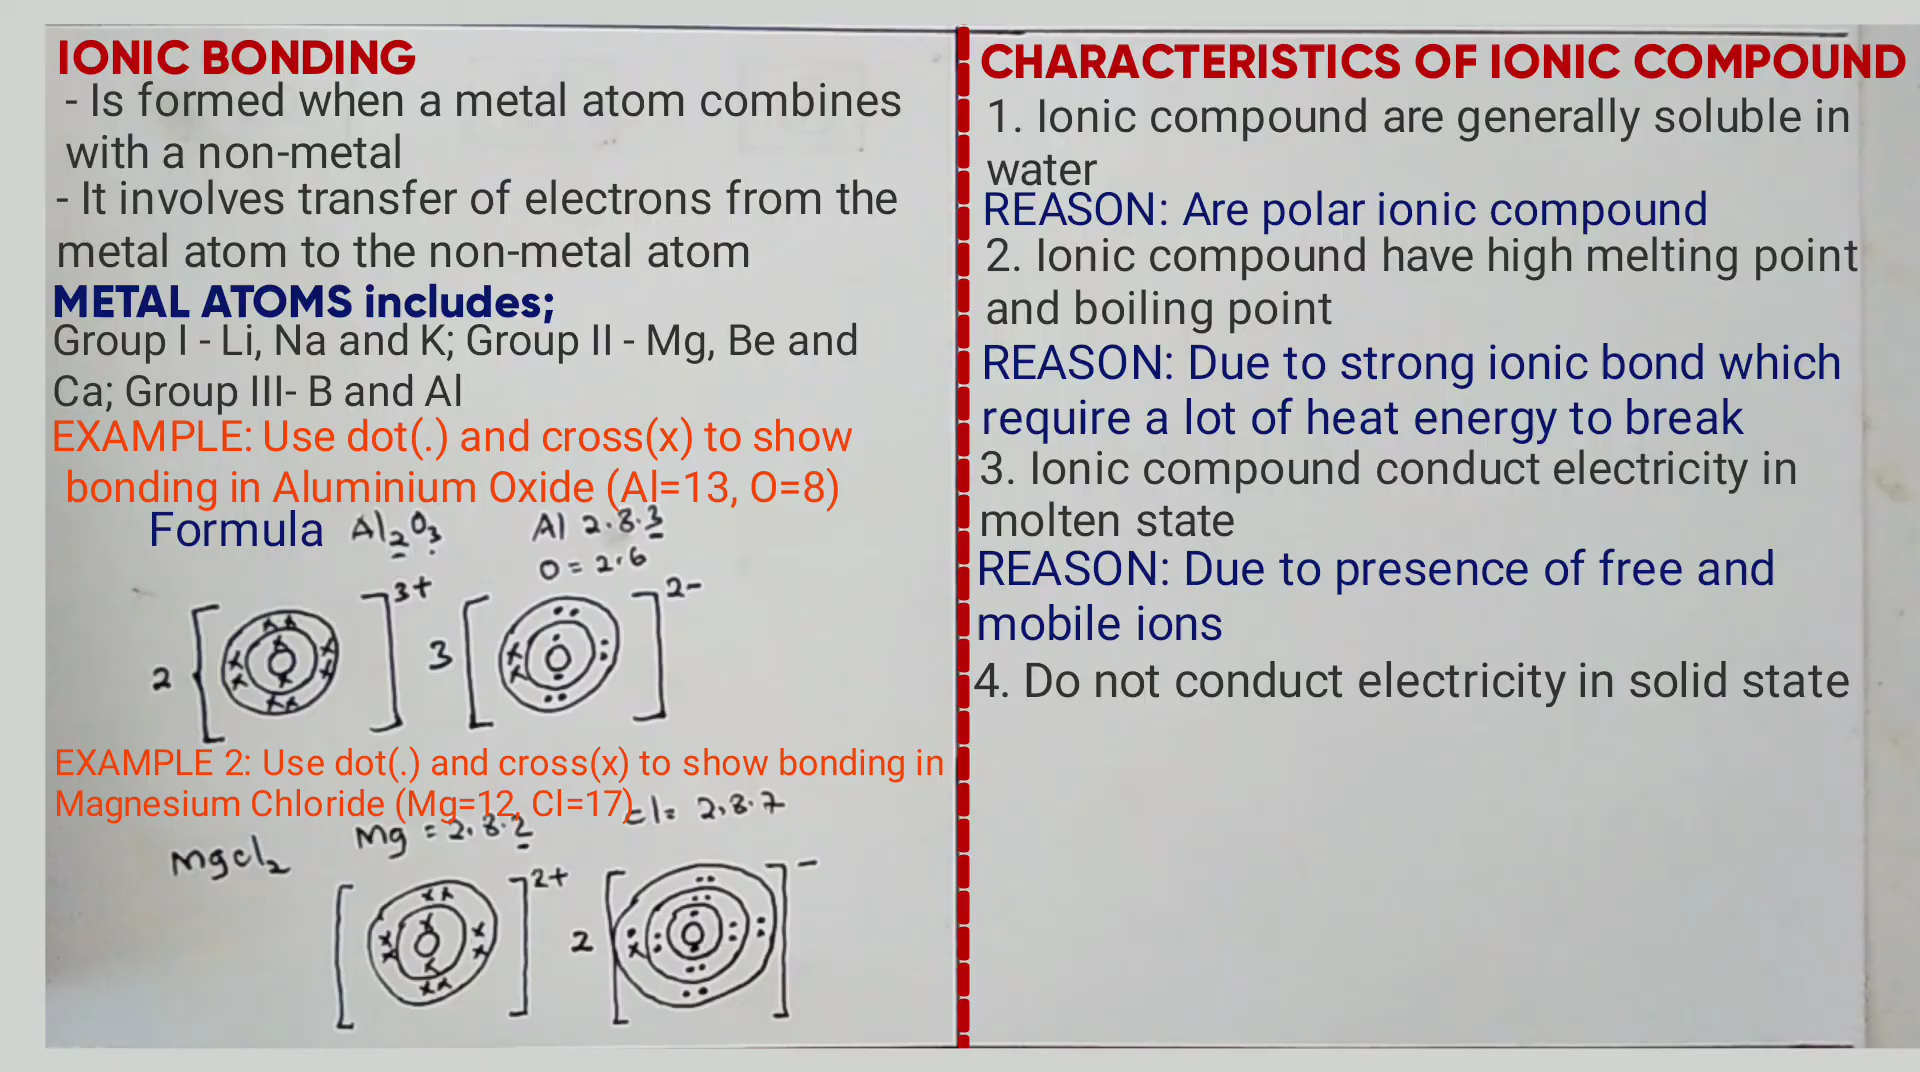 IONIC BONDING
- Is formed when a metal atom combines
with a non-metal
- It involves transfer of electrons from the
metal atom to the non-metal atom
METAL ATOMS includes;
Group I - Li, Na and K; Group II - Mg, Be and
Ca; Group III- B and Al
EXAMPLE: Use dot(.) and cross(x) to show
bonding in Aluminium Oxide (Al=13, O=8)
Formula Al₂O₃ Al 2.8.3
O = 2.6
2 [ ]3+ 3 [ ]2-
EXAMPLE 2: Use dot(.) and cross(x) to show bonding in
Magnesium Chloride (Mg=12, Cl=17)
Cl= 2.8.7
Mg = 2.8.2
Mgcl₂
[ ]2+ 2 [ ]-
CHARACTERISTICS OF IONIC COMPOUND
1. Ionic compound are generally soluble in
water
REASON: Are polar ionic compound
2. Ionic compound have high melting point
and boiling point
REASON: Due to strong ionic bond which
require a lot of heat energy to break
3. Ionic compound conduct electricity in
molten state
REASON: Due to presence of free and
mobile ions
4. Do not conduct electricity in solid state